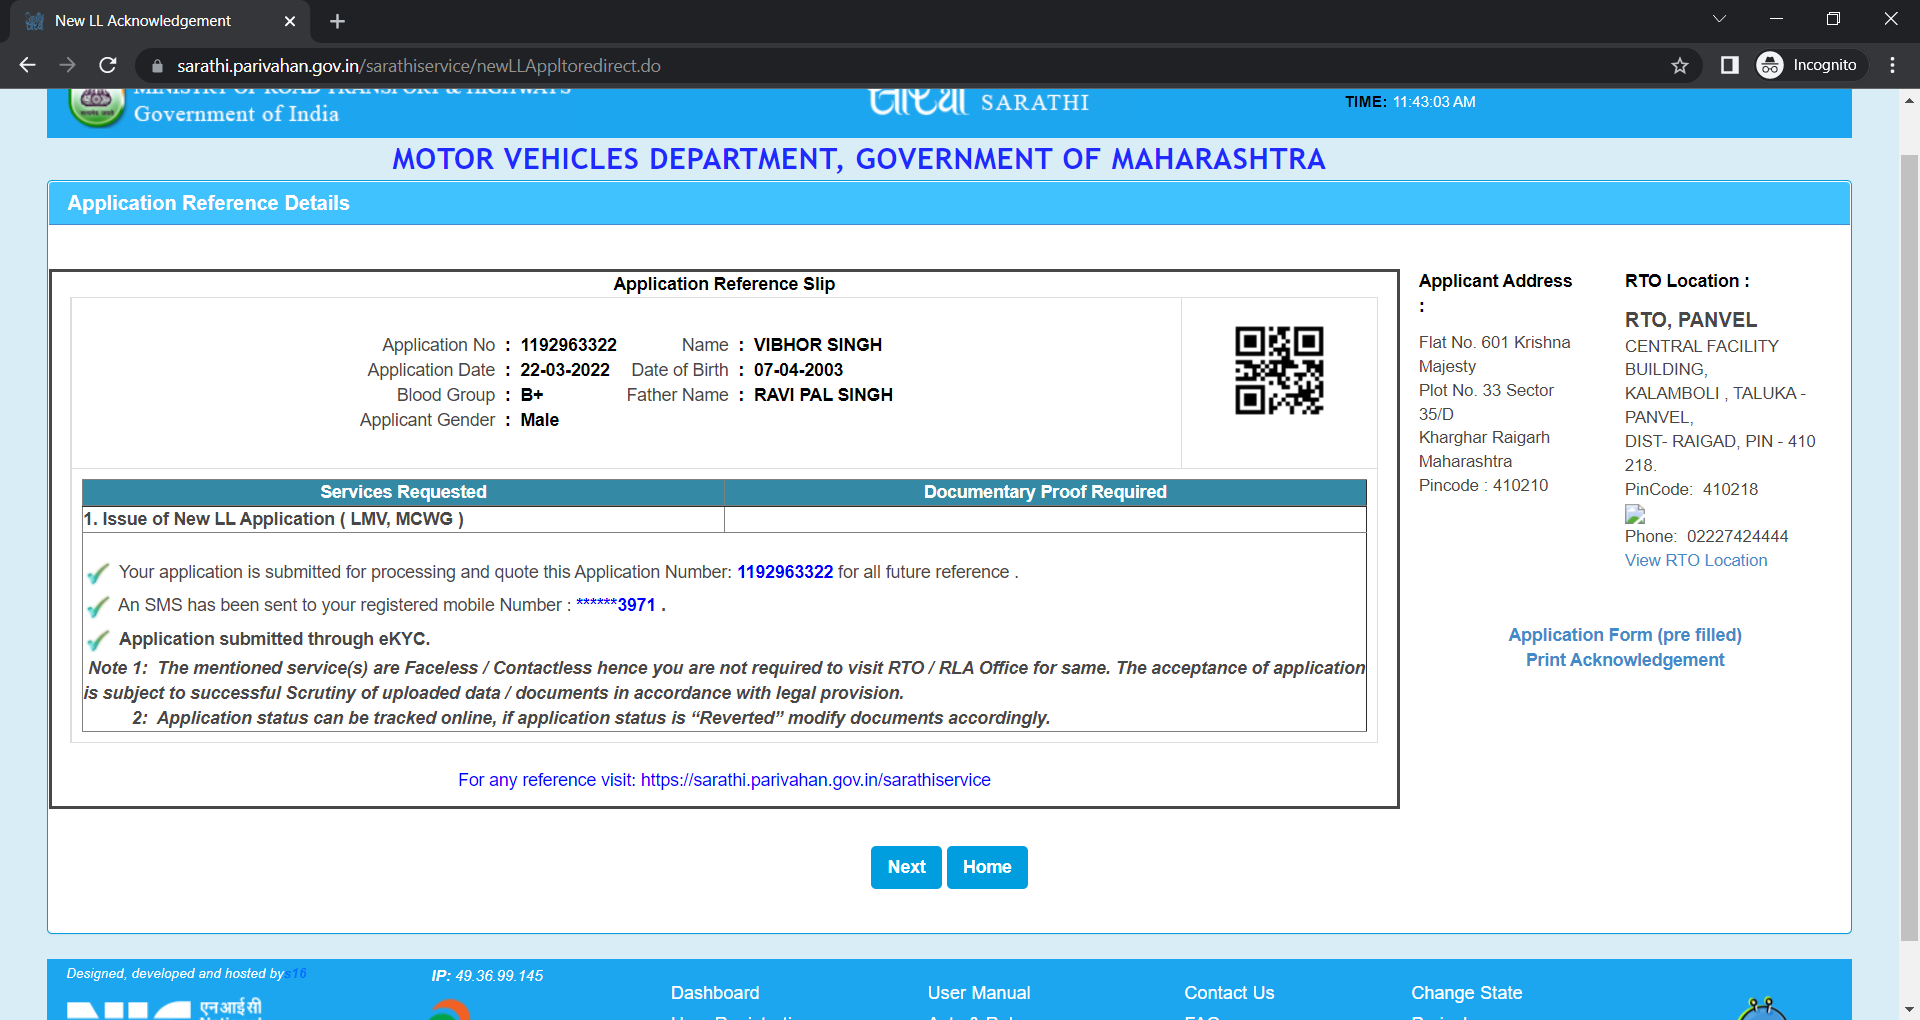 New LL Acknowledgement
sarathi.parivahan.gov.in/sarathiservice/newLLAppltoredirect.do
Incognito
MINISTRY OF ROAD TRANSPORT & HIGHWAYS
Government of India
सारथी SARATHI
TIME: 11:43:03 AM
MOTOR VEHICLES DEPARTMENT, GOVERNMENT OF MAHARASHTRA
Application Reference Details
Application Reference Slip
Application No : 1192963322 Name : VIBHOR SINGH
Application Date : 22-03-2022 Date of Birth : 07-04-2003
Blood Group : B+ Father Name : RAVI PAL SINGH
Applicant Gender : Male
Services Requested Documentary Proof Required
1. Issue of New LL Application ( LMV, MCWG )
Your application is submitted for processing and quote this Application Number: 1192963322 for all future reference .
An SMS has been sent to your registered mobile Number : ******3971 .
Application submitted through eKYC.
Note 1: The mentioned service(s) are Faceless / Contactless hence you are not required to visit RTO / RLA Office for same. The acceptance of application
is subject to successful Scrutiny of uploaded data / documents in accordance with legal provision.
2: Application status can be tracked online, if application status is “Reverted” modify documents accordingly.
For any reference visit: https://sarathi.parivahan.gov.in/sarathiservice
Applicant Address
:
Flat No. 601 Krishna
Majesty
Plot No. 33 Sector
35/D
Kharghar Raigarh
Maharashtra
Pincode : 410210
RTO Location :
RTO, PANVEL
CENTRAL FACILITY
BUILDING,
KALAMBOLI , TALUKA -
PANVEL,
DIST- RAIGAD, PIN - 410
218.
PinCode: 410218
Phone: 02227424444
View RTO Location
Application Form (pre filled)
Print Acknowledgement
Next Home
Designed, developed and hosted by s16
IP: 49.36.99.145
Dashboard User Manual Contact Us Change State
एनआईसी